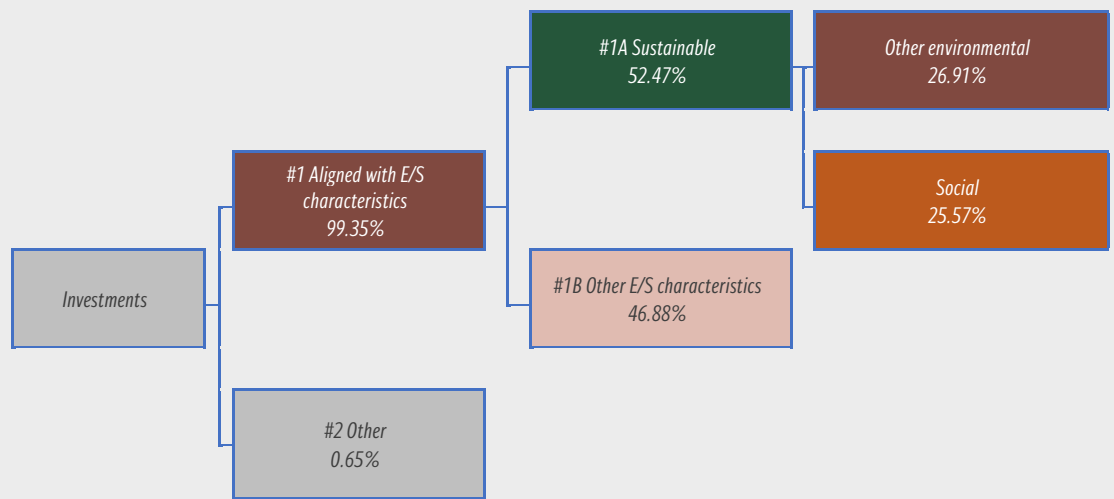 Investments
#1 Aligned with E/S
characteristics
99.35%
#2 Other
0.65%
#1A Sustainable
52.47%
#1B Other E/S characteristics
46.88%
Other environmental
26.91%
Social
25.57%